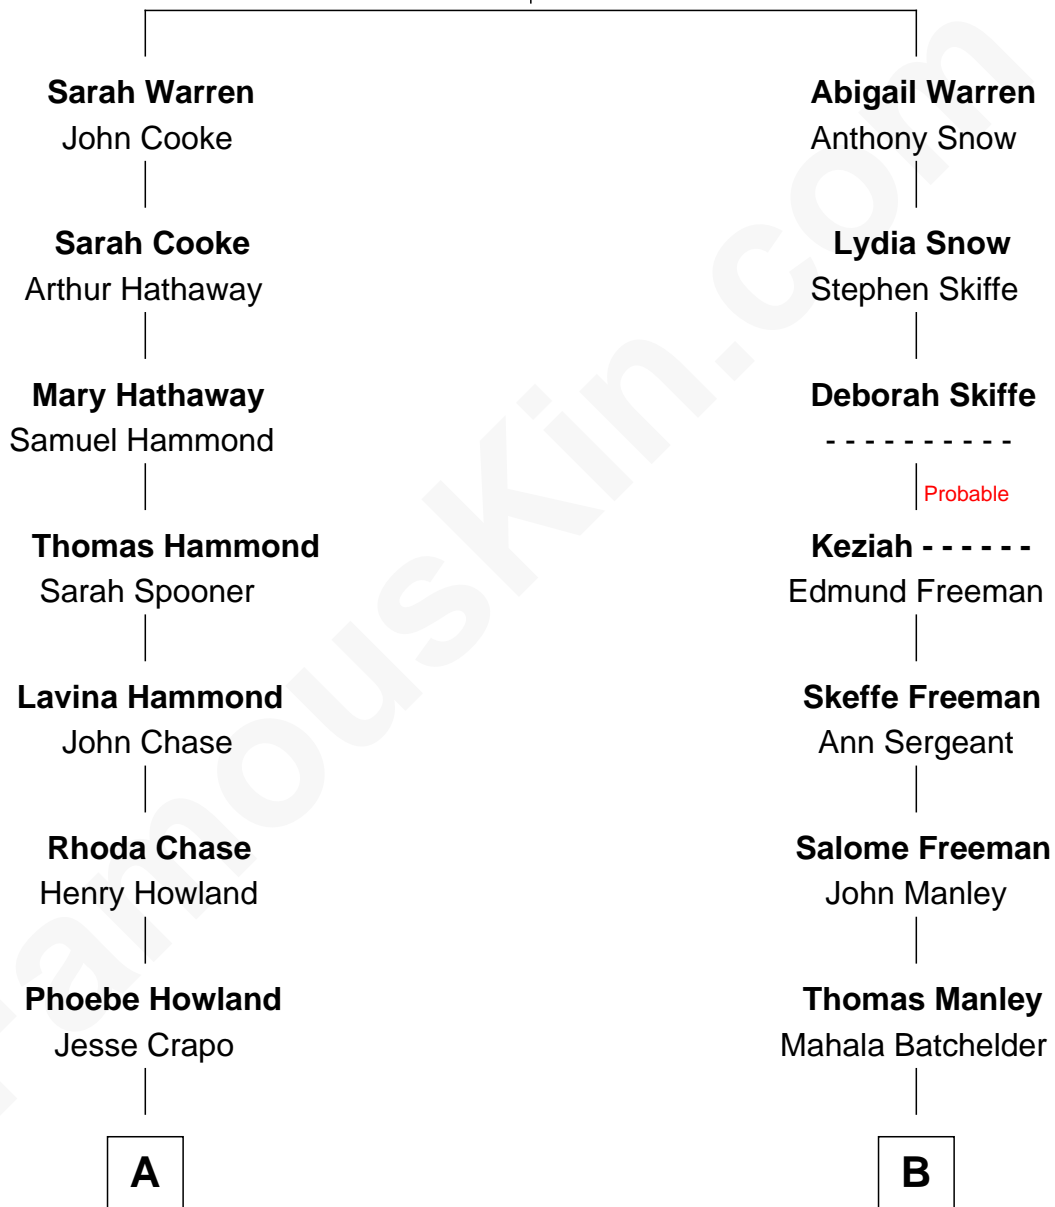 Sarah Warren
John Cooke
Abigail Warren
Anthony Snow
Sarah Cooke
Arthur Hathaway
Lydia Snow
Stephen Skiffe
Mary Hathaway
Samuel Hammond
Deborah Skiffe
- - - - - - - - - -
Probable
Thomas Hammond
Sarah Spooner
Keziah - - - - - -
Edmund Freeman
Lavina Hammond
John Chase
Skeffe Freeman
Ann Sergeant
Rhoda Chase
Henry Howland
Salome Freeman
John Manley
Phoebe Howland
Jesse Crapo
Thomas Manley
Mahala Batchelder
A
B
FamousKin.com